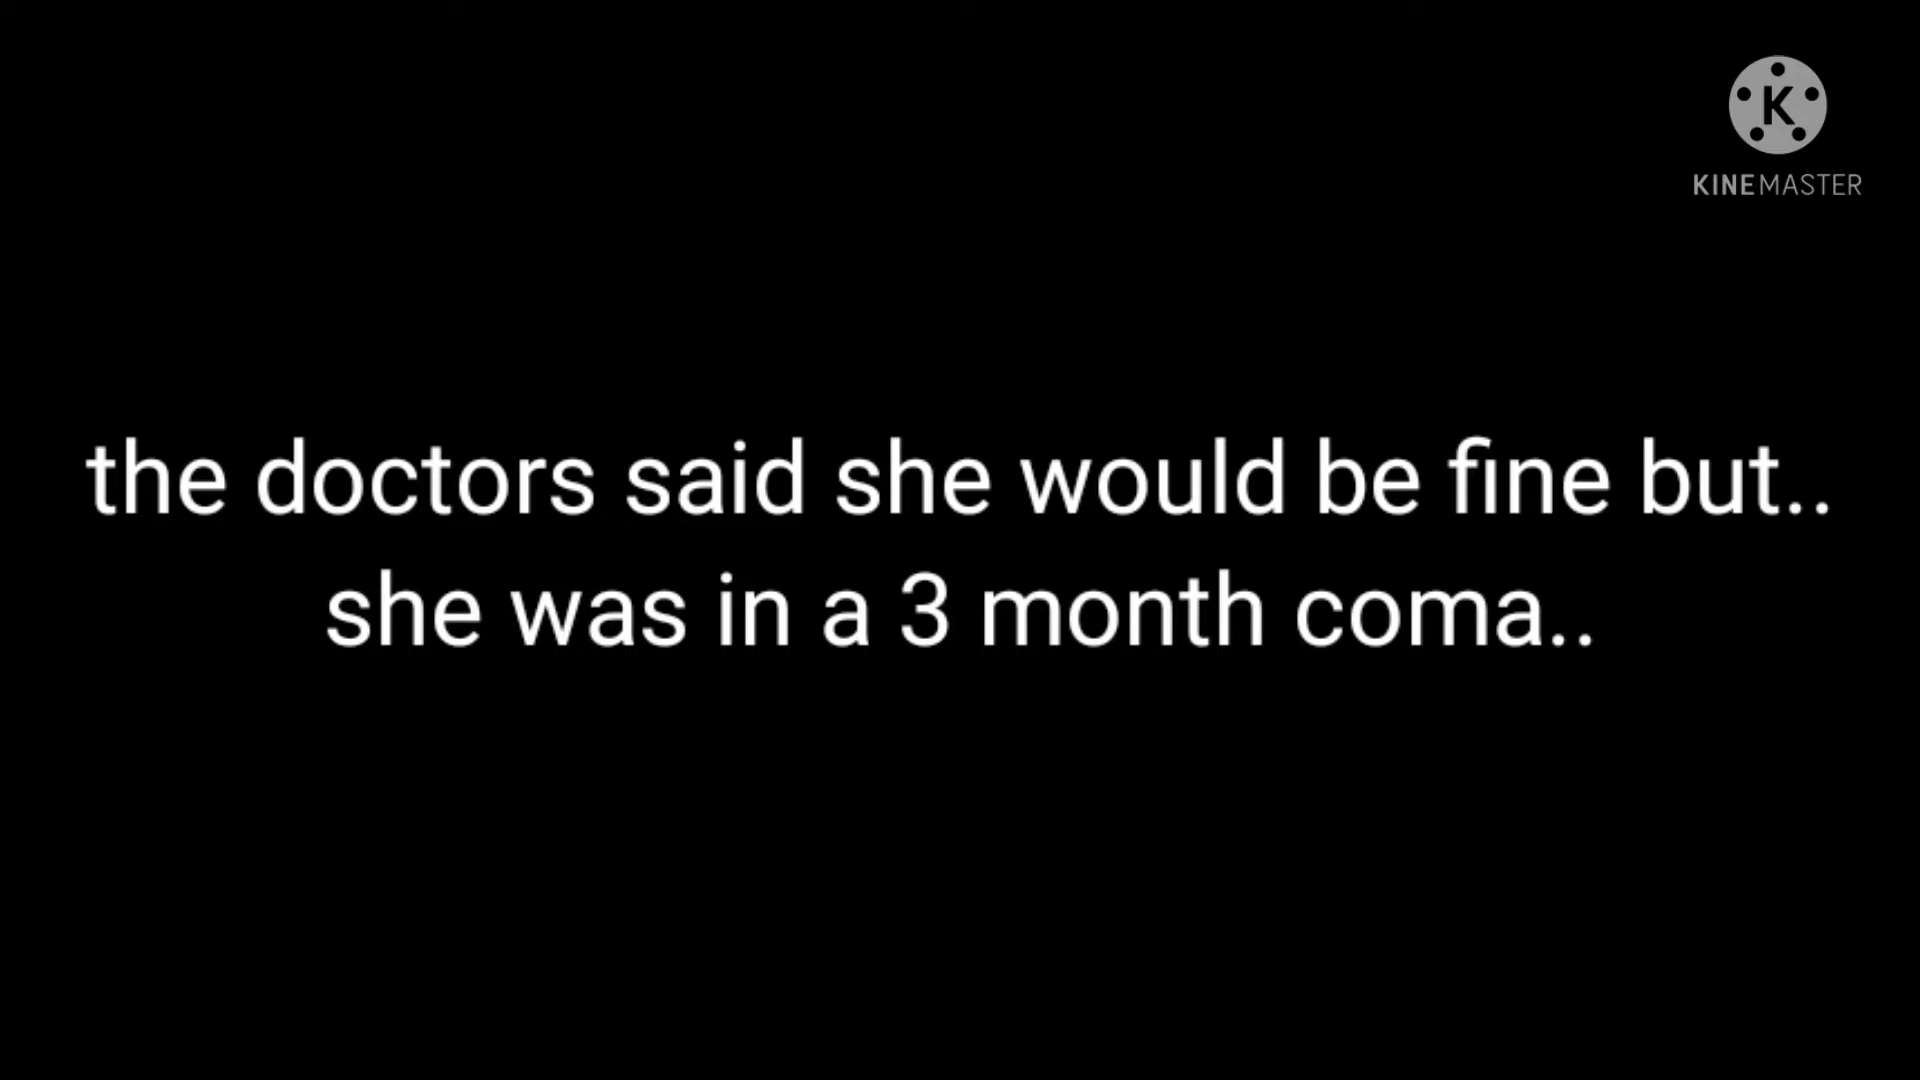 K
KINEMASTER
the doctors said she would be fine but..
she was in a 3 month coma..